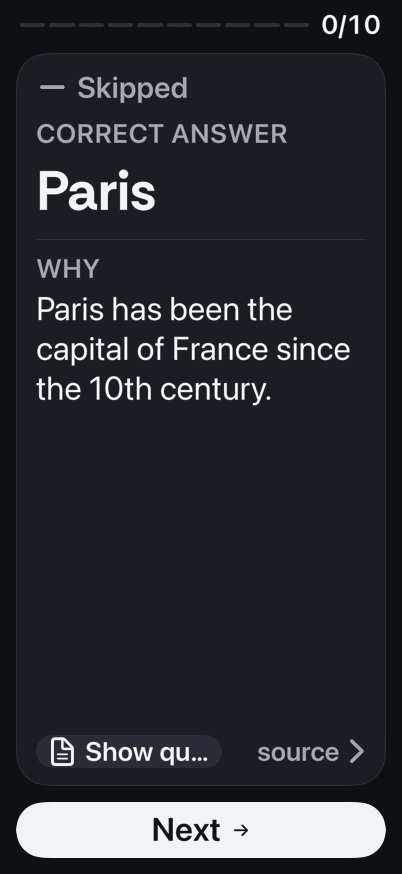 0/10
Skipped
CORRECT ANSWER
Paris
WHY
Paris has been the
capital of France since
the 10th century.
Show qu...
source
Next →